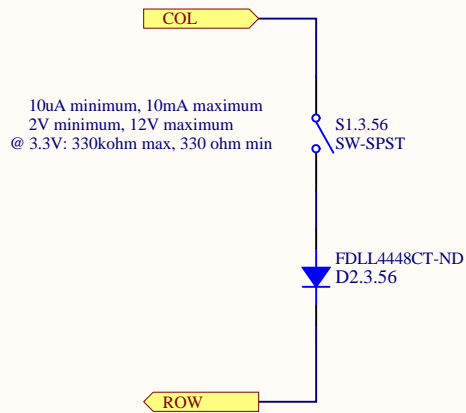 COL
10uA minimum, 10mA maximum
2V minimum, 12V maximum
@ 3.3V: 330kohm max, 330 ohm min
S1.3.56
SW-SPST
FDLL4448CT-ND
D2.3.56
ROW